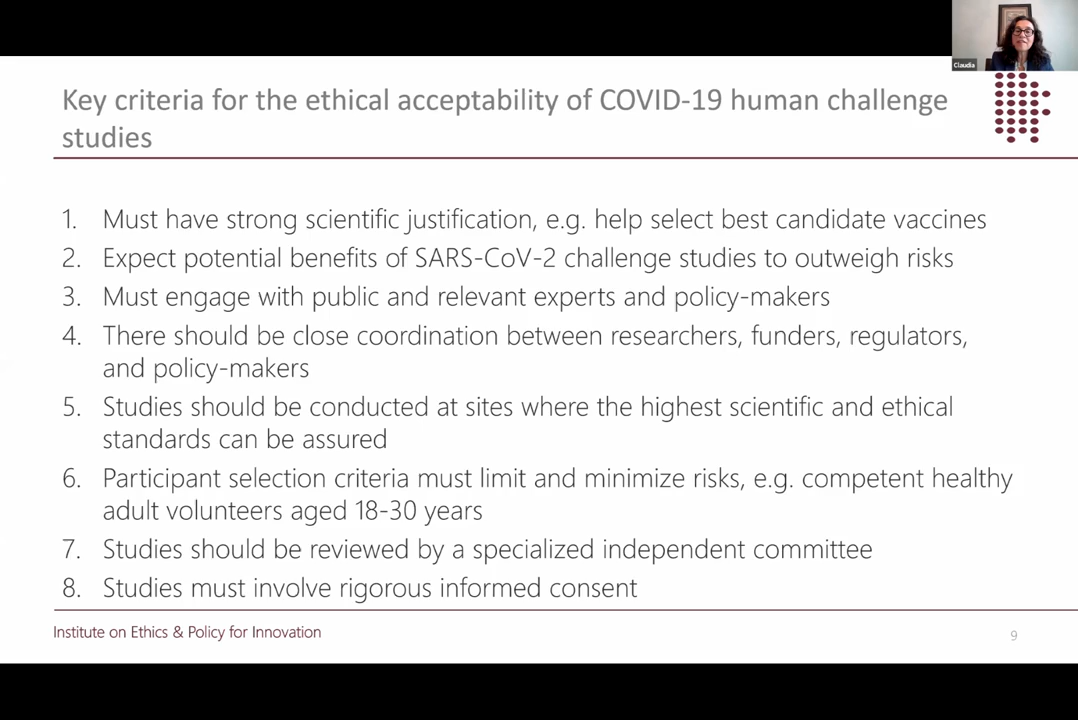 Claudia
Key criteria for the ethical acceptability of COVID-19 human challenge
studies
1. Must have strong scientific justification, e.g. help select best candidate vaccines
2. Expect potential benefits of SARS-CoV-2 challenge studies to outweigh risks
3. Must engage with public and relevant experts and policy-makers
4. There should be close coordination between researchers, funders, regulators,
and policy-makers
5. Studies should be conducted at sites where the highest scientific and ethical
standards can be assured
6. Participant selection criteria must limit and minimize risks, e.g. competent healthy
adult volunteers aged 18-30 years
7. Studies should be reviewed by a specialized independent committee
8. Studies must involve rigorous informed consent
Institute on Ethics & Policy for Innovation
9